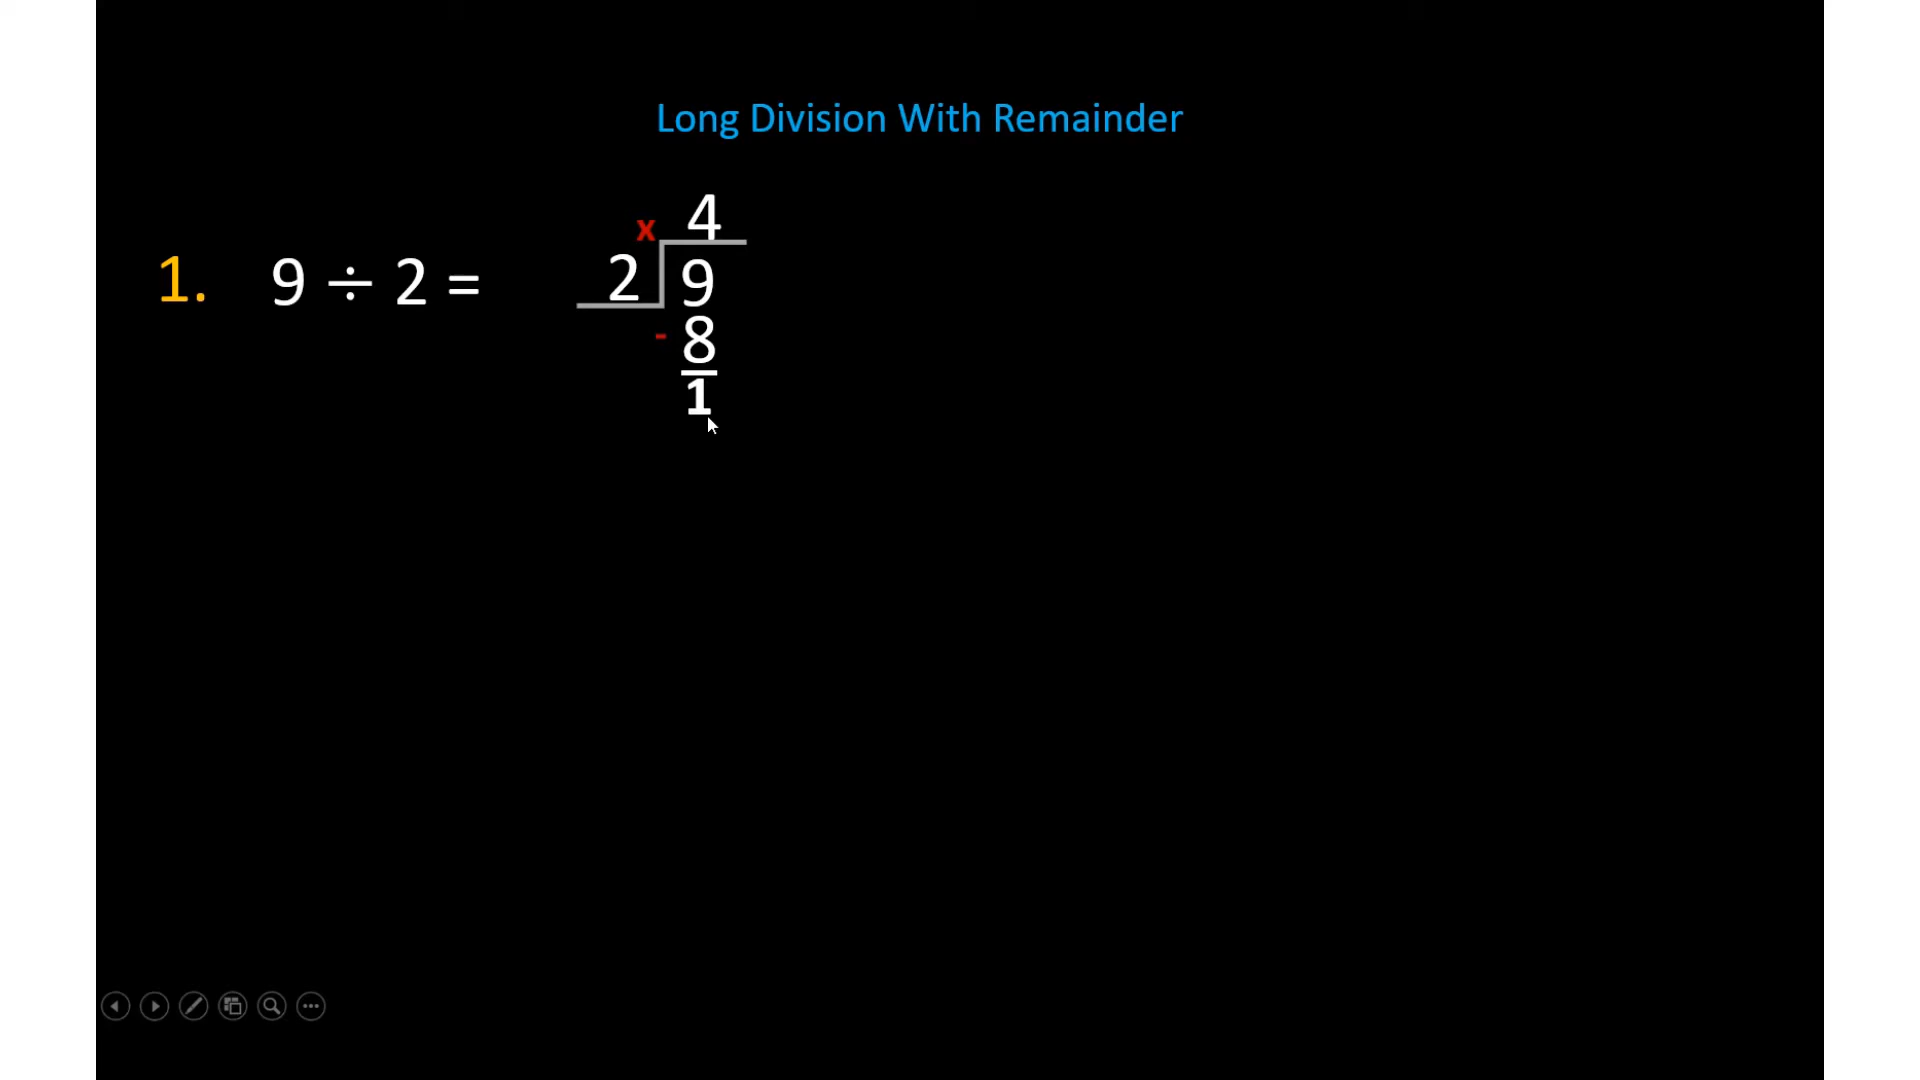 Long Division With Remainder
1. 9 ÷ 2 =
x 4
2 9
- 8
1